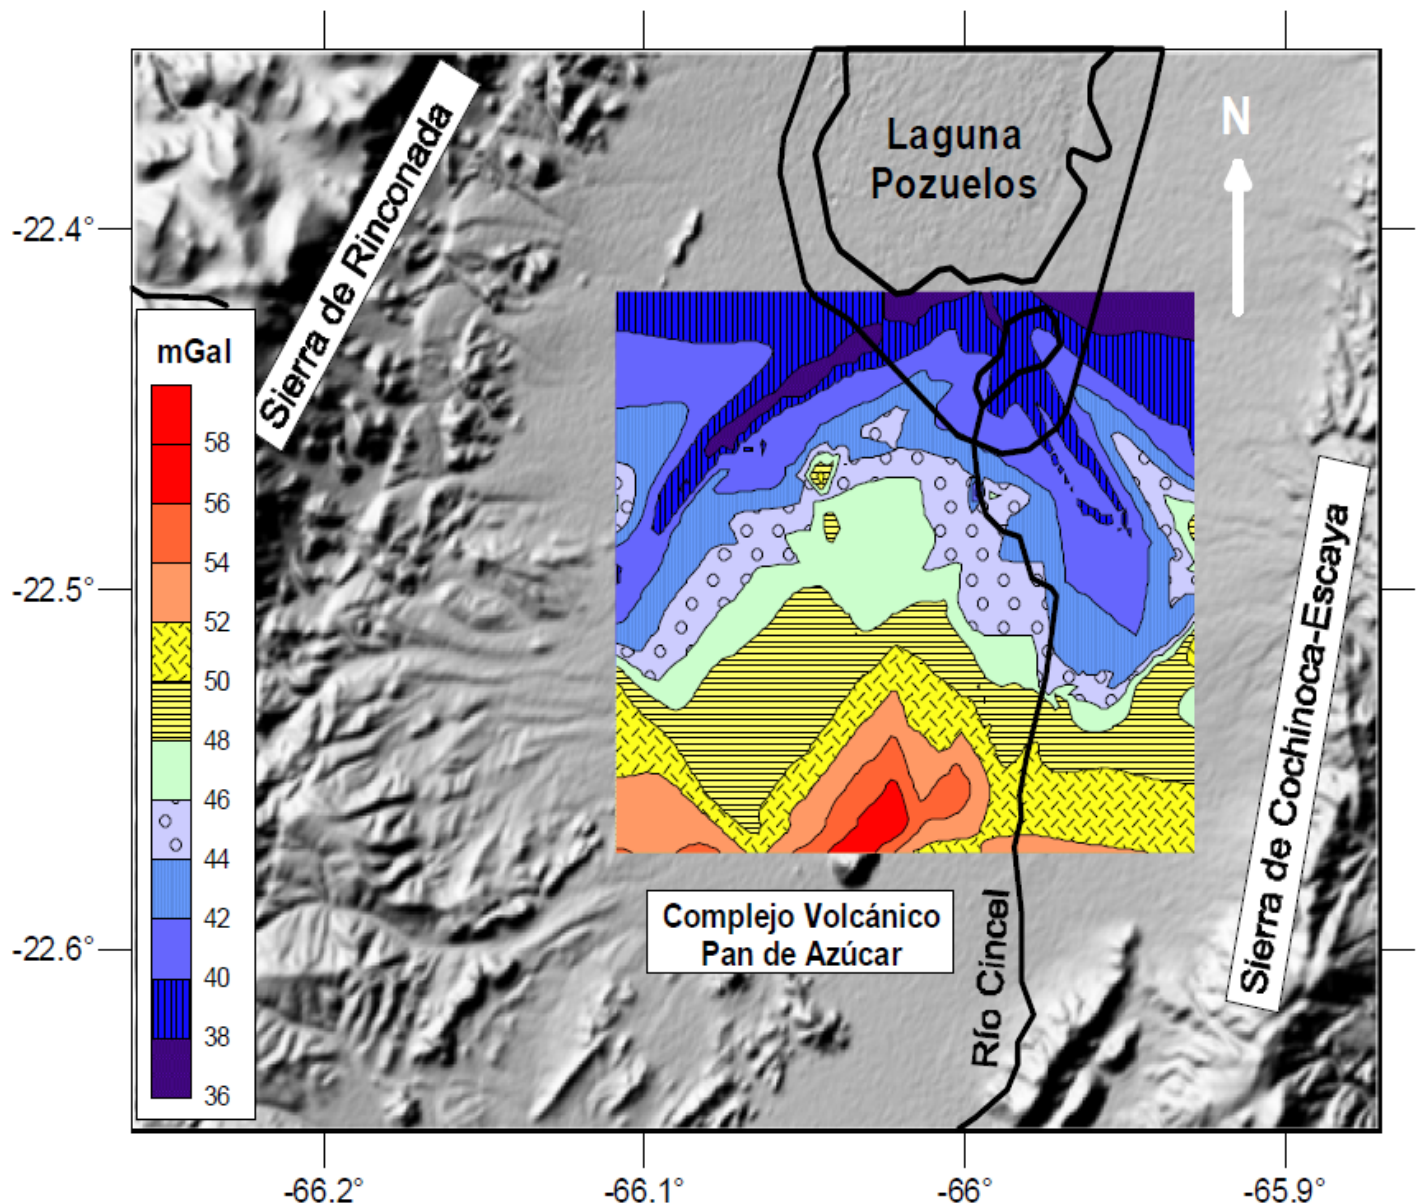 Laguna
Pozuelos
N
Sierra de Rinconada
-22.4°
mGal
58
56
54
52
50
48
46
44
42
40
38
36
-22.5°
Sierra de Cochinoca-Escaya
Complejo Volcánico
Pan de Azúcar
Río Cincel
-22.6°
-66.2°
-66.1°
-66°
-65.9°